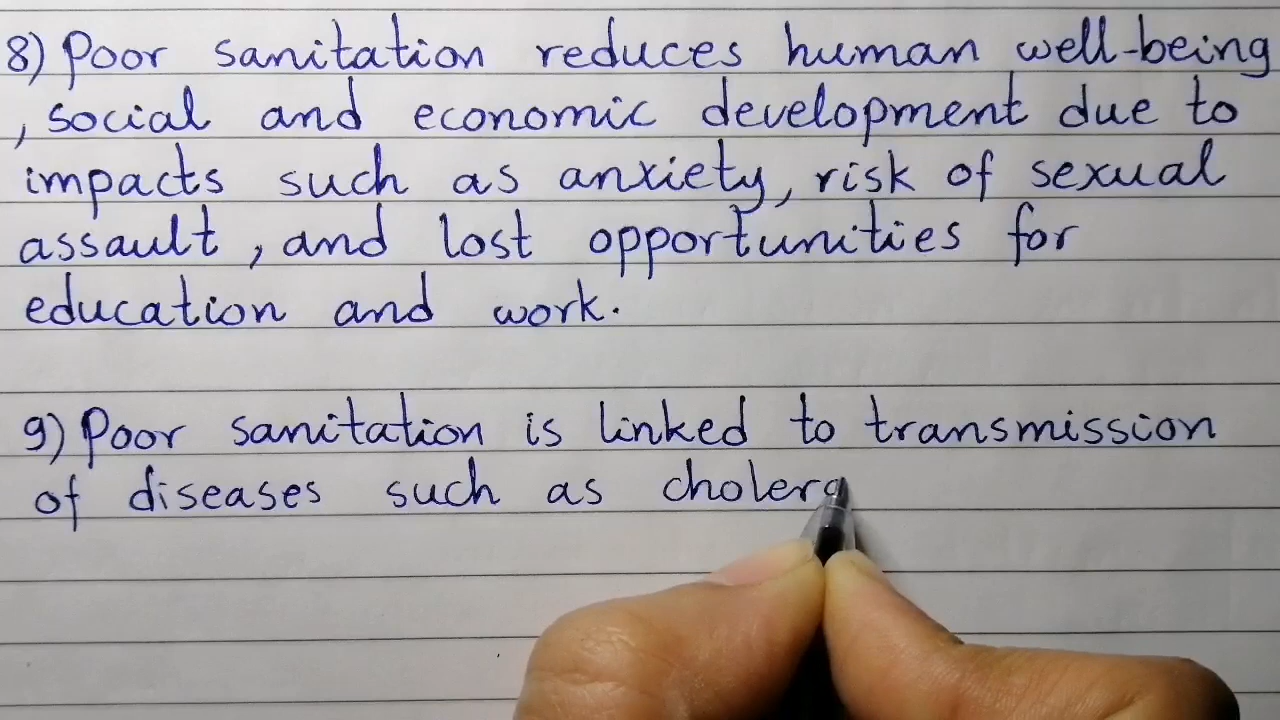 8) Poor sanitation reduces human well-being
, social and economic development due to
impacts such as anxiety, risk of sexual
assault, and lost opportunities for
education and work.
9) Poor sanitation is linked to transmission
of diseases such as cholera